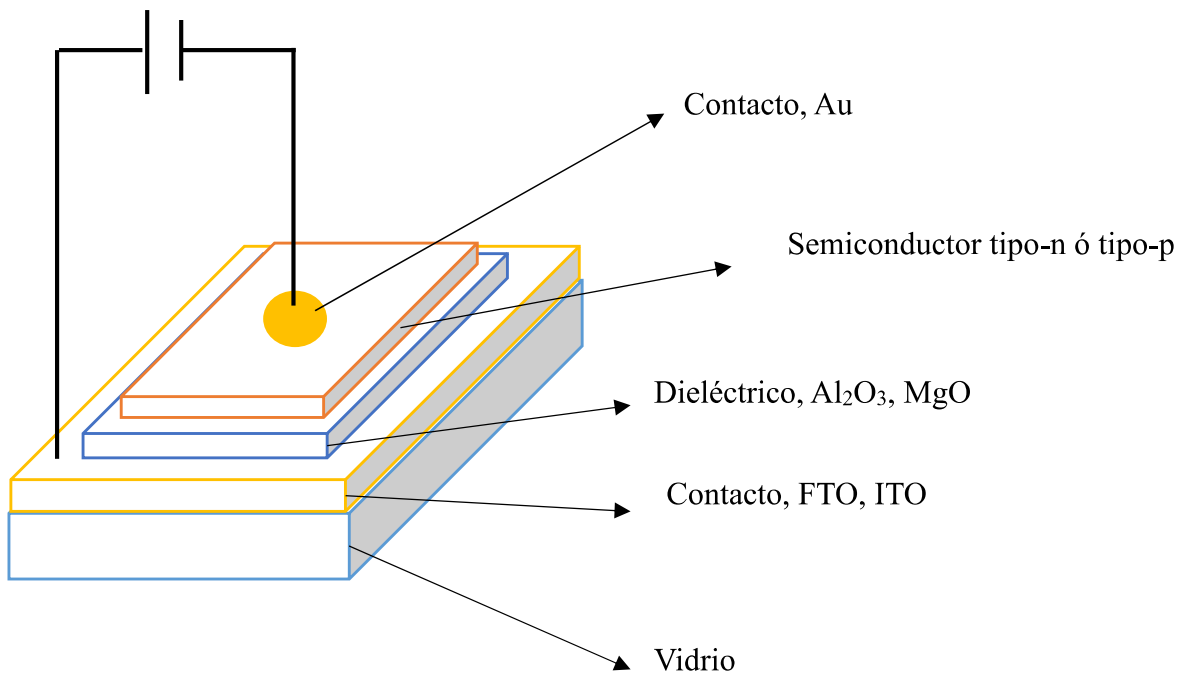 Contacto, Au
Semiconductor tipo-n ó tipo-p
Dieléctrico, Al₂O₃, MgO
Contacto, FTO, ITO
Vidrio